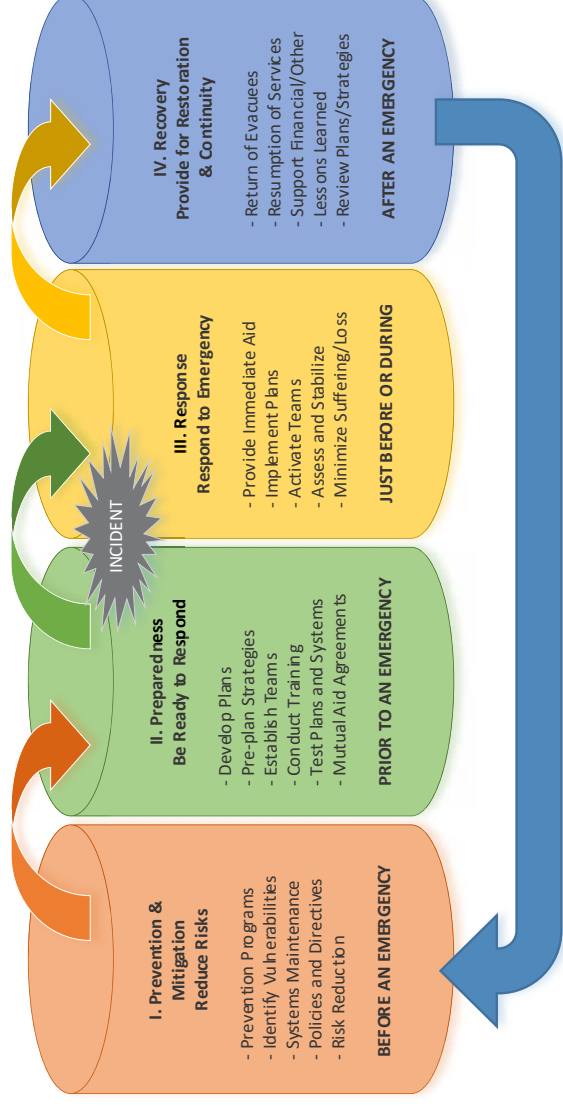 I. Prevention &
Mitigation
Reduce Risks
- Prevention Programs
- Identify Vulnerabilities
- Systems Maintenance
- Policies and Directives
- Risk Reduction
BEFORE AN EMERGENCY
II. Preparedness
Be Ready to Respond
- Develop Plans
- Pre-plan Strategies
- Establish Teams
- Conduct Training
- Test Plans and Systems
- Mutual Aid Agreements
PRIOR TO AN EMERGENCY
INCIDENT
III. Response
Respond to Emergency
- Provide Immediate Aid
- Implement Plans
- Activate Teams
- Assess and Stabilize
- Minimize Suffering/Loss
JUST BEFORE OR DURING
IV. Recovery
Provide for Restoration
& Continuity
- Return of Evacuees
- Resumption of Services
- Support Financial/Other
- Lessons Learned
- Review Plans/Strategies
AFTER AN EMERGENCY